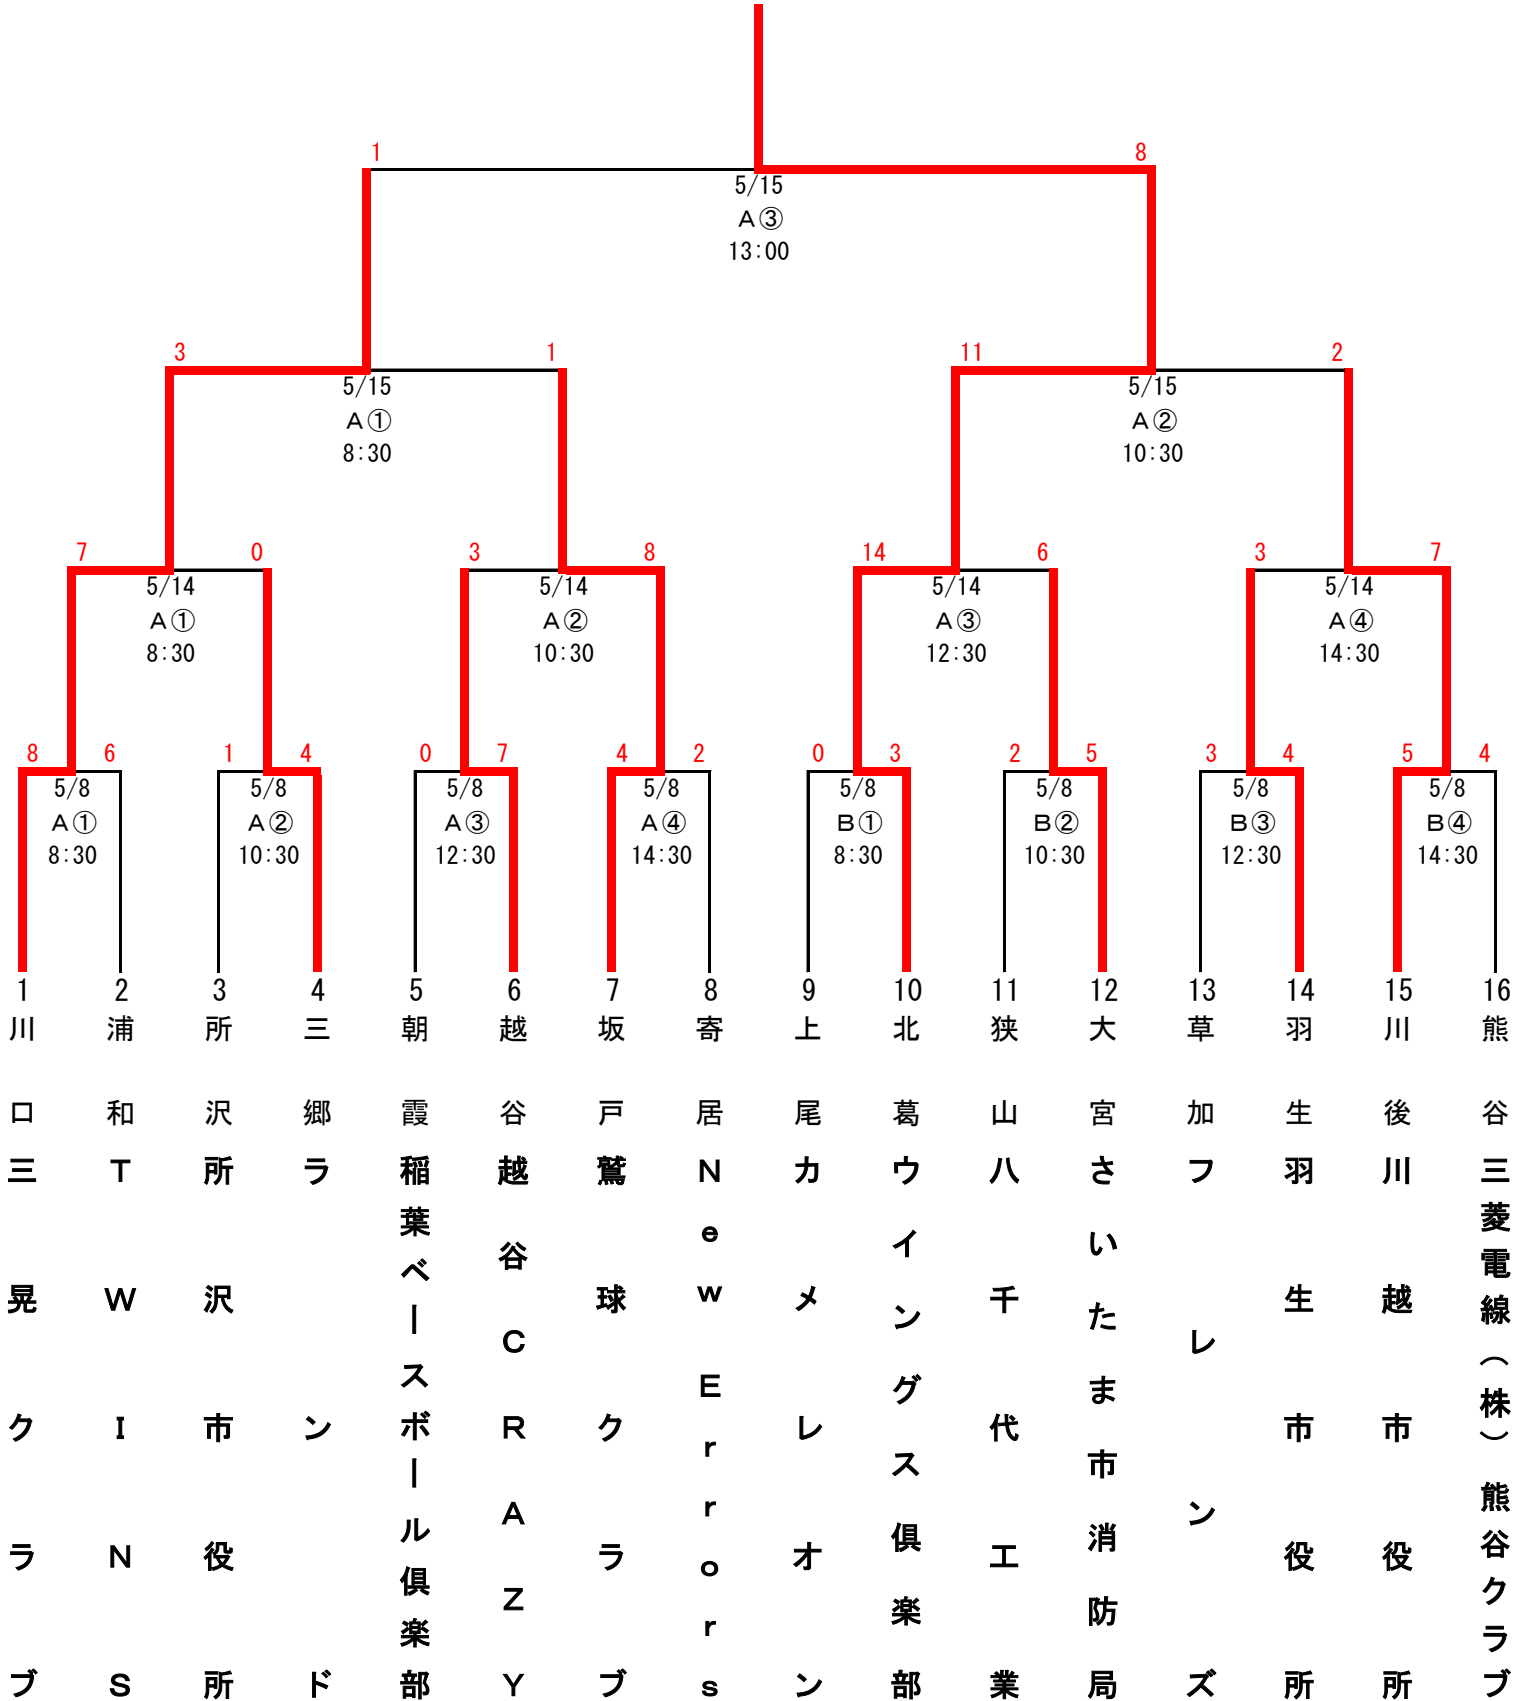 1 8
5/15
A③
13:00
3 1 11 2
5/15 5/15
A① A②
8:30 10:30
7 0 3 8 14 6 3 7
5/14 5/14 5/14 5/14
A① A② A③ A④
8:30 10:30 12:30 14:30
8 6 1 4 0 7 4 2 0 3 2 5 3 4 5 4
5/8 5/8 5/8 5/8 5/8 5/8 5/8 5/8
A① A② A③ A④ B① B② B③ B④
8:30 10:30 12:30 14:30 8:30 10:30 12:30 14:30
1 川口 三晃クラブ
2 浦和 TWINS
3 所沢 所沢市役所
4 三郷 ランド
5 朝霞 稲葉ベースボール倶楽部
6 越谷 越谷CRAZY
7 坂戸 鷲球クラブ
8 寄居 New Errors
9 上尾 カメレオン
10 北葛 ウイングス倶楽部
11 狭山 八千代工業
12 大宮 さいたま市消防局
13 草加 フレンズ
14 羽生 羽生市役所
15 川後 川越市役所
16 熊谷 三菱電線（株）熊谷クラブ